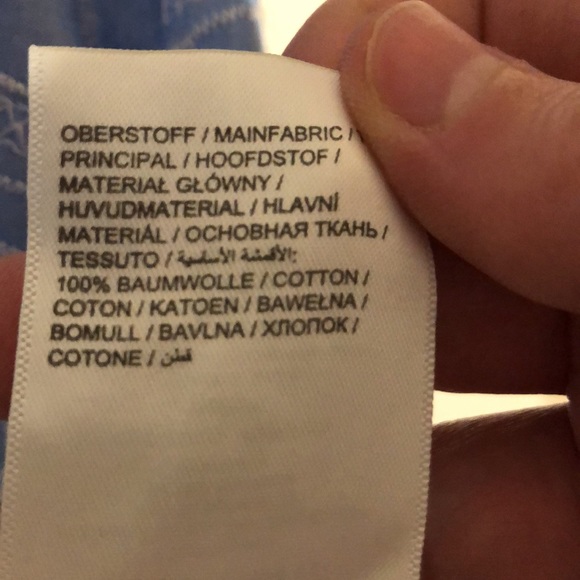 OBERSTOFF / MAINFABRIC /
PRINCIPAL / HOOFDSTOF /
MATERIAŁ GŁÓWNY /
HUVUDMATERIAL / HLAVNÍ
MATERIÁL / ОСНОВНАЯ ТКАНЬ /
TESSUTO / الأقمشة الأساسية:
100% BAUMWOLLE / COTTON /
COTON / KATOEN / BAWEŁNA /
BOMULL / BAVLNA / ХЛОПОК /
COTONE / قطن